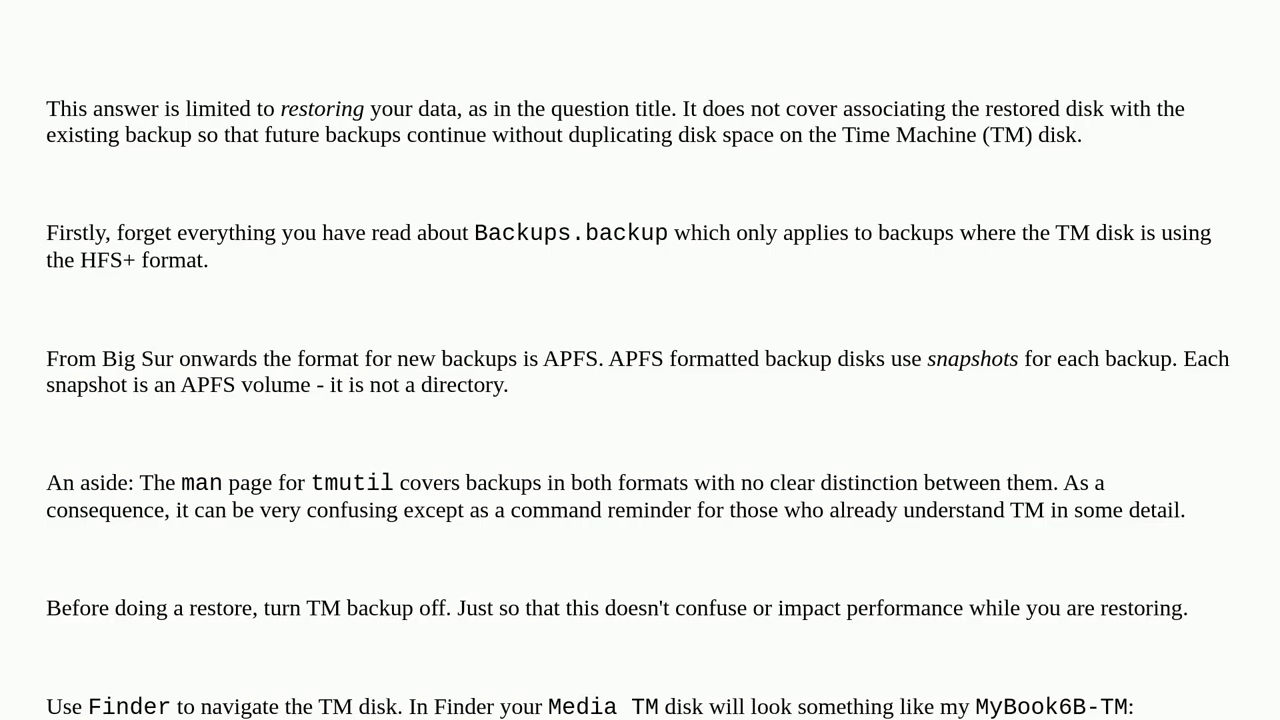 This answer is limited to restoring your data, as in the question title. It does not cover associating the restored disk with the
existing backup so that future backups continue without duplicating disk space on the Time Machine (TM) disk.
Firstly, forget everything you have read about Backups.backup which only applies to backups where the TM disk is using
the HFS+ format.
From Big Sur onwards the format for new backups is APFS. APFS formatted backup disks use snapshots for each backup. Each
snapshot is an APFS volume - it is not a directory.
An aside: The man page for tmutil covers backups in both formats with no clear distinction between them. As a
consequence, it can be very confusing except as a command reminder for those who already understand TM in some detail.
Before doing a restore, turn TM backup off. Just so that this doesn't confuse or impact performance while you are restoring.
Use Finder to navigate the TM disk. In Finder your Media TM disk will look something like my MyBook6B-TM: